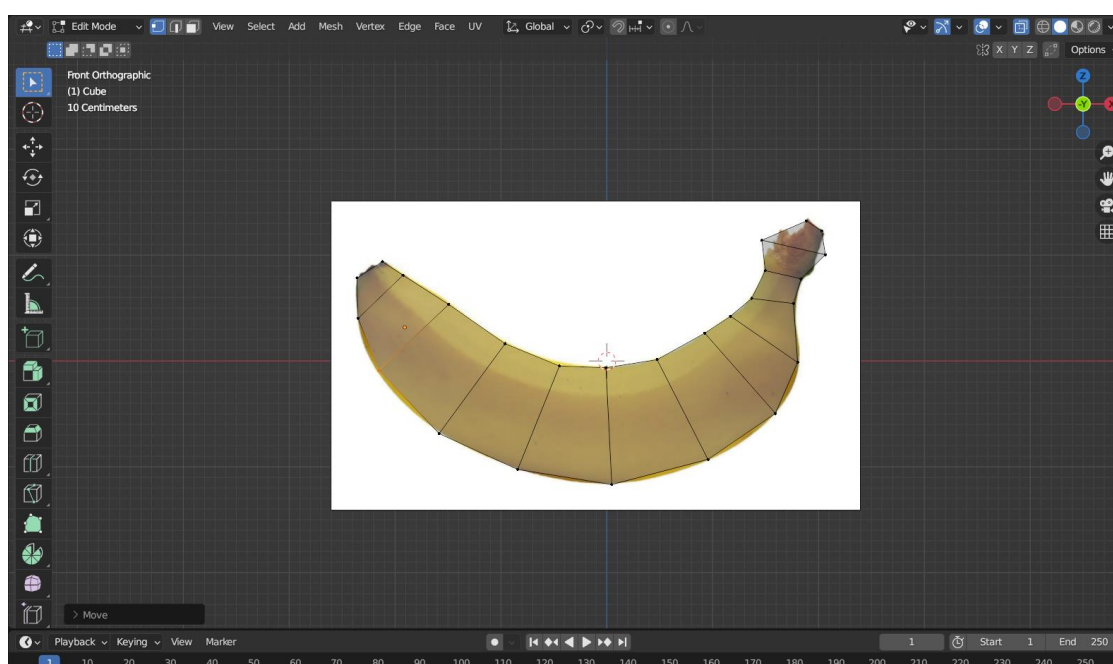 Edit Mode View Select Add Mesh Vertex Edge Face UV Global
X Y Z Options
Front Orthographic
(1) Cube
10 Centimeters
Z
-Y
X
> Move
Playback Keying View Marker 1 Start 1 End 250
1 10 20 30 40 50 60 70 80 90 100 110 120 130 140 150 160 170 180 190 200 210 220 230 240 250